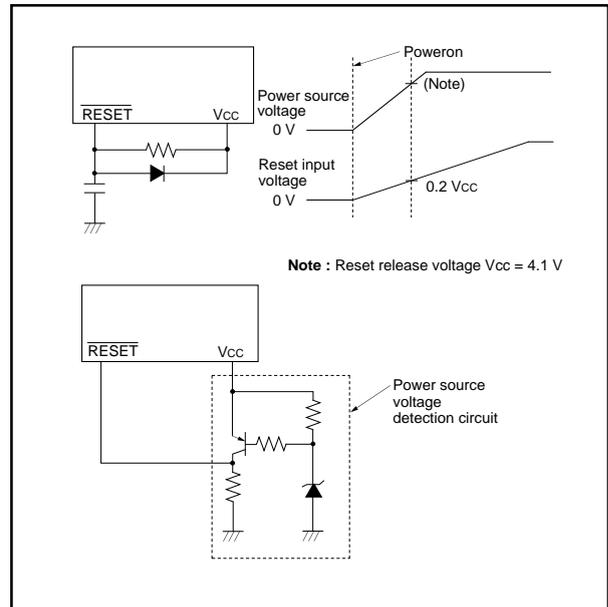 Poweron
(Note)
RESET
VCC
Power source
voltage
0 V
Reset input
voltage
0 V
0.2 VCC
Note : Reset release voltage VCC = 4.1 V
RESET
VCC
Power source
voltage
detection circuit